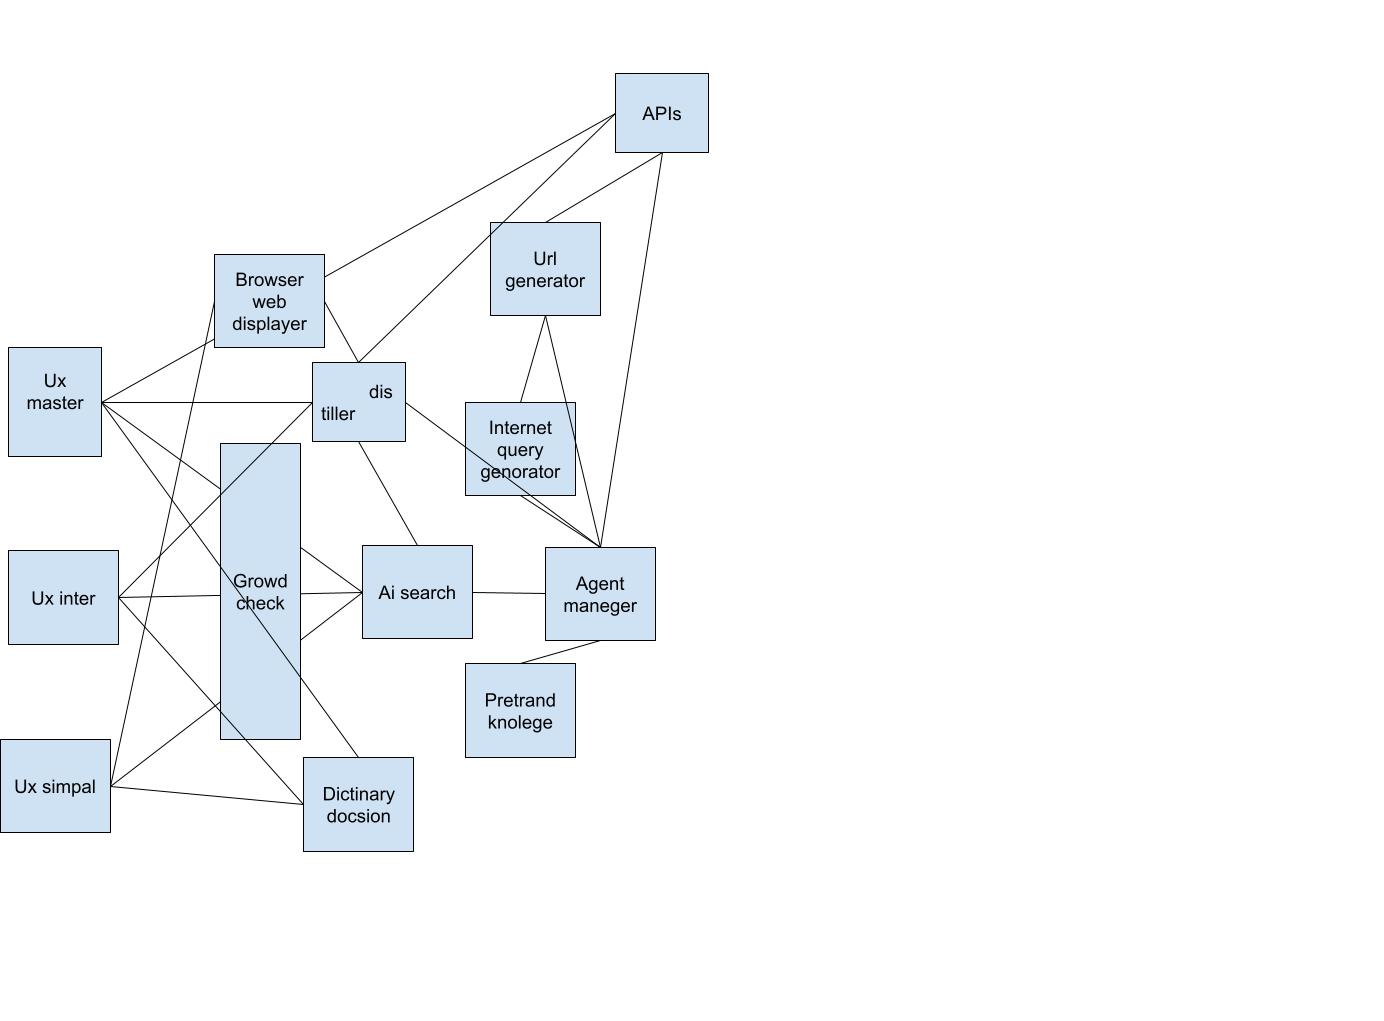 APIs
Url
generator
Browser
web
displayer
Ux
master
dis
tiller
Internet
query
genorator
Growd
check
Ux inter
Ai search
Agent
maneger
Pretrand
knolege
Ux simpal
Dictinary
docsion